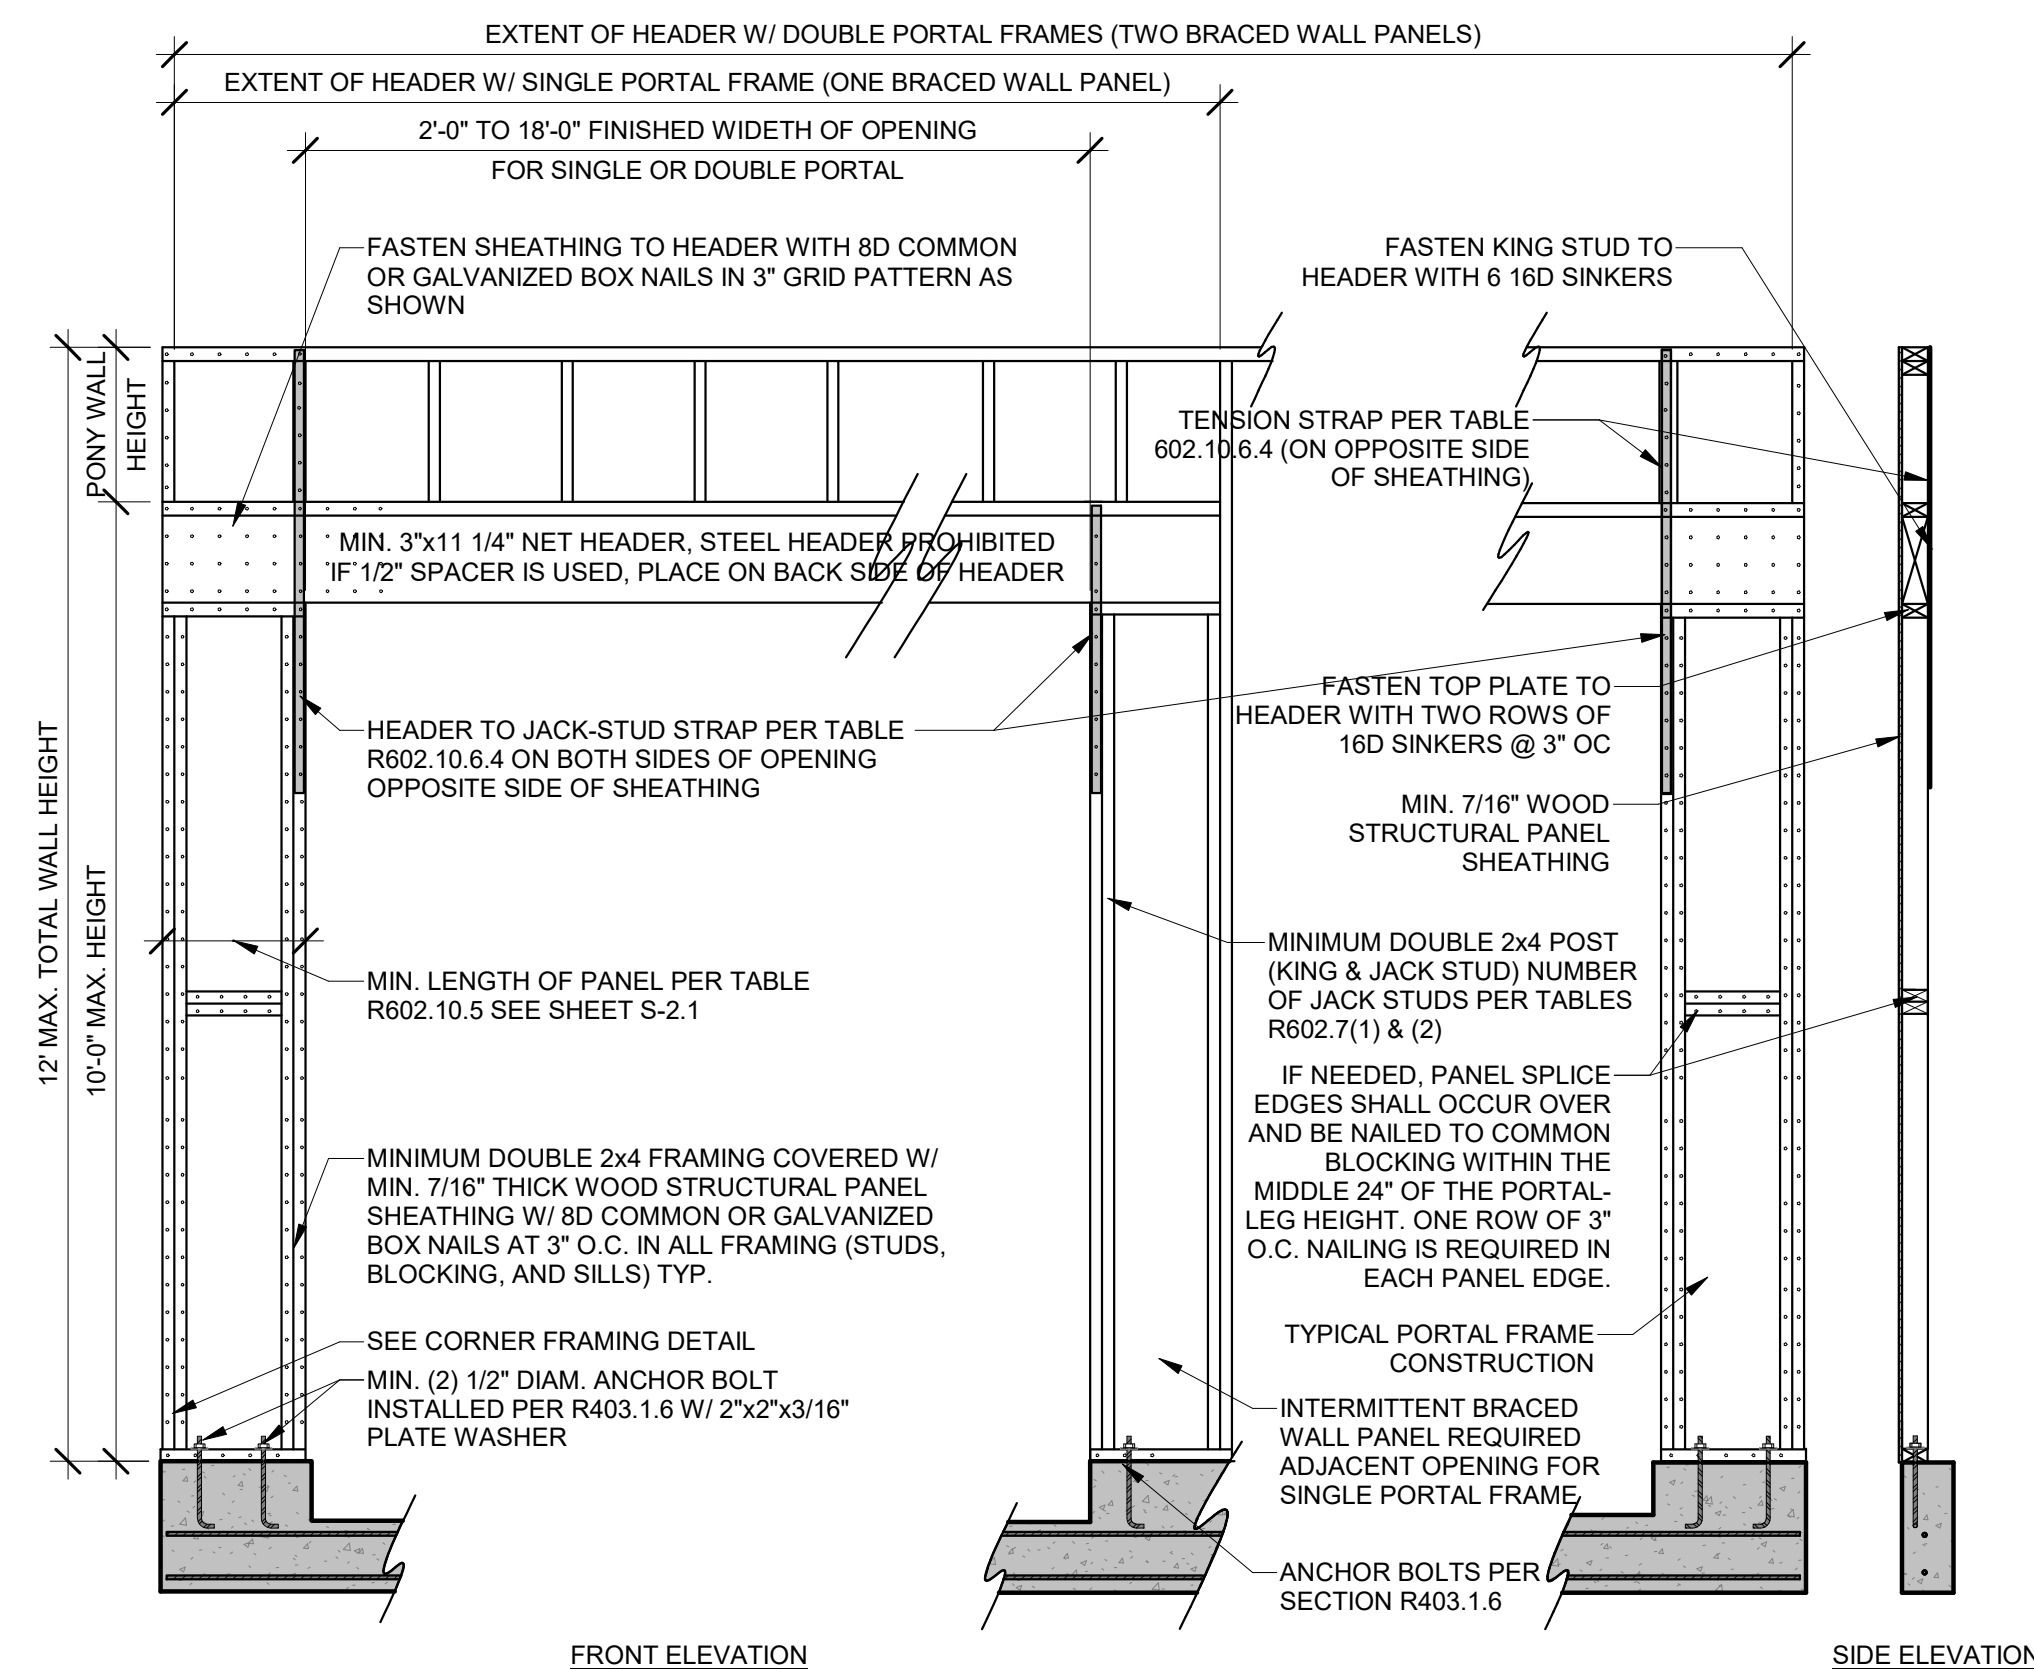 EXTENT OF HEADER W/ DOUBLE PORTAL FRAMES (TWO BRACED WALL PANELS)
EXTENT OF HEADER W/ SINGLE PORTAL FRAME (ONE BRACED WALL PANEL)
2'-0" TO 18'-0" FINISHED WIDETH OF OPENING
FOR SINGLE OR DOUBLE PORTAL
FASTEN SHEATHING TO HEADER WITH 8D COMMON
OR GALVANIZED BOX NAILS IN 3" GRID PATTERN AS
SHOWN
FASTEN KING STUD TO
HEADER WITH 6 16D SINKERS
PONY WALL
HEIGHT
TENSION STRAP PER TABLE
602.10.6.4 (ON OPPOSITE SIDE
OF SHEATHING)
MIN. 3"x11 1/4" NET HEADER, STEEL HEADER PROHIBITED
IF 1/2" SPACER IS USED, PLACE ON BACK SIDE OF HEADER
12' MAX. TOTAL WALL HEIGHT
10'-0" MAX. HEIGHT
HEADER TO JACK-STUD STRAP PER TABLE
R602.10.6.4 ON BOTH SIDES OF OPENING
OPPOSITE SIDE OF SHEATHING
FASTEN TOP PLATE TO
HEADER WITH TWO ROWS OF
16D SINKERS @ 3" OC
MIN. 7/16" WOOD
STRUCTURAL PANEL
SHEATHING
MIN. LENGTH OF PANEL PER TABLE
R602.10.5 SEE SHEET S-2.1
MINIMUM DOUBLE 2x4 POST
(KING & JACK STUD) NUMBER
OF JACK STUDS PER TABLES
R602.7(1) & (2)
IF NEEDED, PANEL SPLICE
EDGES SHALL OCCUR OVER
AND BE NAILED TO COMMON
BLOCKING WITHIN THE
MIDDLE 24" OF THE PORTAL-
LEG HEIGHT. ONE ROW OF 3"
O.C. NAILING IS REQUIRED IN
EACH PANEL EDGE.
MINIMUM DOUBLE 2x4 FRAMING COVERED W/
MIN. 7/16" THICK WOOD STRUCTURAL PANEL
SHEATHING W/ 8D COMMON OR GALVANIZED
BOX NAILS AT 3" O.C. IN ALL FRAMING (STUDS,
BLOCKING, AND SILLS) TYP.
SEE CORNER FRAMING DETAIL
MIN. (2) 1/2" DIAM. ANCHOR BOLT
INSTALLED PER R403.1.6 W/ 2"x2"x3/16"
PLATE WASHER
TYPICAL PORTAL FRAME
CONSTRUCTION
INTERMITTENT BRACED
WALL PANEL REQUIRED
ADJACENT OPENING FOR
SINGLE PORTAL FRAME
ANCHOR BOLTS PER
SECTION R403.1.6
FRONT ELEVATION
SIDE ELEVATION